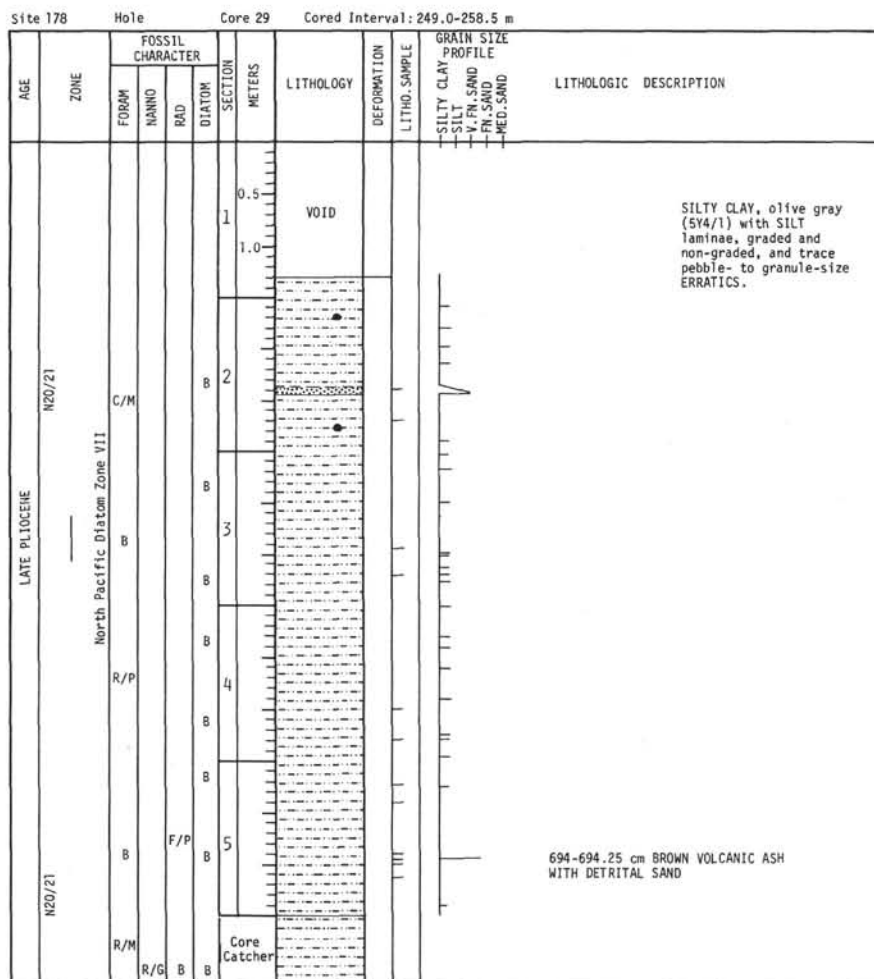 Site 178 Hole Core 29 Cored Interval: 249.0-258.5 m
AGE
ZONE
FOSSIL
CHARACTER
FORAM
NANNO
RAD
DIATOM
SECTION
METERS
LITHOLOGY
DEFORMATION
LITHO.SAMPLE
GRAIN SIZE
PROFILE
SILTY CLAY
SILT
V.FN.SAND
FN.SAND
MED.SAND
LITHOLOGIC DESCRIPTION
LATE PLIOCENE
N20/21
N20/21
North Pacific Diatom Zone VII
0.5
1 VOID
1.0
SILTY CLAY, olive gray
(5Y4/1) with SILT
laminae, graded and
non-graded, and trace
pebble- to granule-size
ERRATICS.
B 2
C/M
B
3
B
B
B
R/P 4
B
B
F/P 5
B B
694-694.25 cm BROWN VOLCANIC ASH
WITH DETRITAL SAND
R/M Core
Catcher
R/G B B